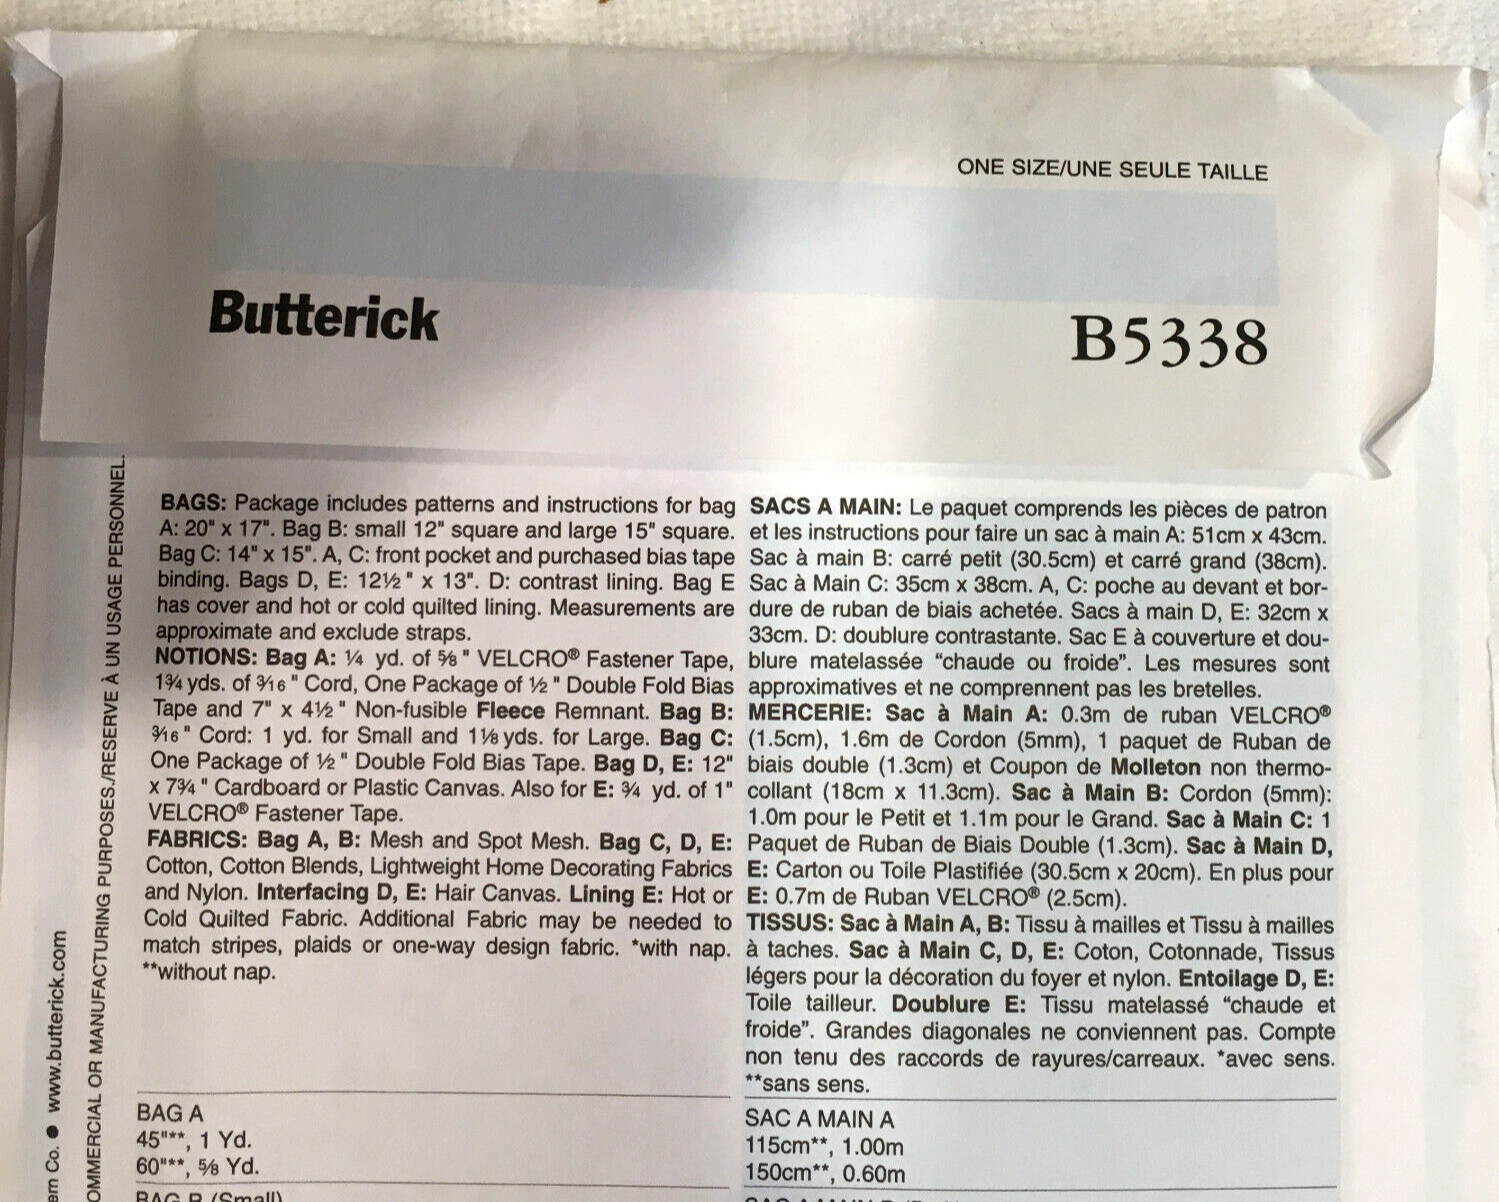 ONE SIZE/UNE SEULE TAILLE
Butterick
B5338
BAGS: Package includes patterns and instructions for bag
A: 20" x 17". Bag B: small 12" square and large 15" square.
Bag C: 14" x 15". A, C: front pocket and purchased bias tape
binding. Bags D, E: 12½" x 13". D: contrast lining. Bag E
has cover and hot or cold quilted lining. Measurements are
approximate and exclude straps.
NOTIONS: Bag A: ¼ yd. of ⅝" VELCRO® Fastener Tape,
1¾ yds. of 3/16" Cord, One Package of ½" Double Fold Bias
Tape and 7" x 4½" Non-fusible Fleece Remnant. Bag B:
3/16" Cord: 1 yd. for Small and 1⅛ yds. for Large. Bag C:
One Package of ½" Double Fold Bias Tape. Bag D, E: 12"
x 7¾" Cardboard or Plastic Canvas. Also for E: ¾ yd. of 1"
VELCRO® Fastener Tape.
FABRICS: Bag A, B: Mesh and Spot Mesh. Bag C, D, E:
Cotton, Cotton Blends, Lightweight Home Decorating Fabrics
and Nylon. Interfacing D, E: Hair Canvas. Lining E: Hot or
Cold Quilted Fabric. Additional Fabric may be needed to
match stripes, plaids or one-way design fabric. *with nap.
**without nap.
BAG A
45"**, 1 Yd.
60"**, ⅝ Yd.
BAG B (Small)
SACS A MAIN: Le paquet comprends les pièces de patron
et les instructions pour faire un sac à main A: 51cm x 43cm.
Sac à main B: carré petit (30.5cm) et carré grand (38cm).
Sac à Main C: 35cm x 38cm. A, C: poche au devant et bor-
dure de ruban de biais achetée. Sacs à main D, E: 32cm x
33cm. D: doublure contrastante. Sac E à couverture et dou-
blure matelassée “chaude ou froide”. Les mesures sont
approximatives et ne comprennent pas les bretelles.
MERCERIE: Sac à Main A: 0.3m de ruban VELCRO®
(1.5cm), 1.6m de Cordon (5mm), 1 paquet de Ruban de
biais double (1.3cm) et Coupon de Molleton non thermo-
collant (18cm x 11.3cm). Sac à Main B: Cordon (5mm):
1.0m pour le Petit et 1.1m pour le Grand. Sac à Main C: 1
Paquet de Ruban de Biais Double (1.3cm). Sac à Main D,
E: Carton ou Toile Plastifiée (30.5cm x 20cm). En plus pour
E: 0.7m de Ruban VELCRO® (2.5cm).
TISSUS: Sac à Main A, B: Tissu à mailles et Tissu à mailles
à taches. Sac à Main C, D, E: Coton, Cotonnade, Tissus
légers pour la décoration du foyer et nylon. Entoilage D, E:
Toile tailleur. Doublure E: Tissu matelassé “chaude et
froide”. Grandes diagonales ne conviennent pas. Compte
non tenu des raccords de rayures/carreaux. *avec sens.
**sans sens.
SAC A MAIN A
115cm**, 1.00m
150cm**, 0.60m
OMMERCIAL OR MANUFACTURING PURPOSES./RESERVE À UN USAGE PERSONNEL.
ern Co. ● www.butterick.com